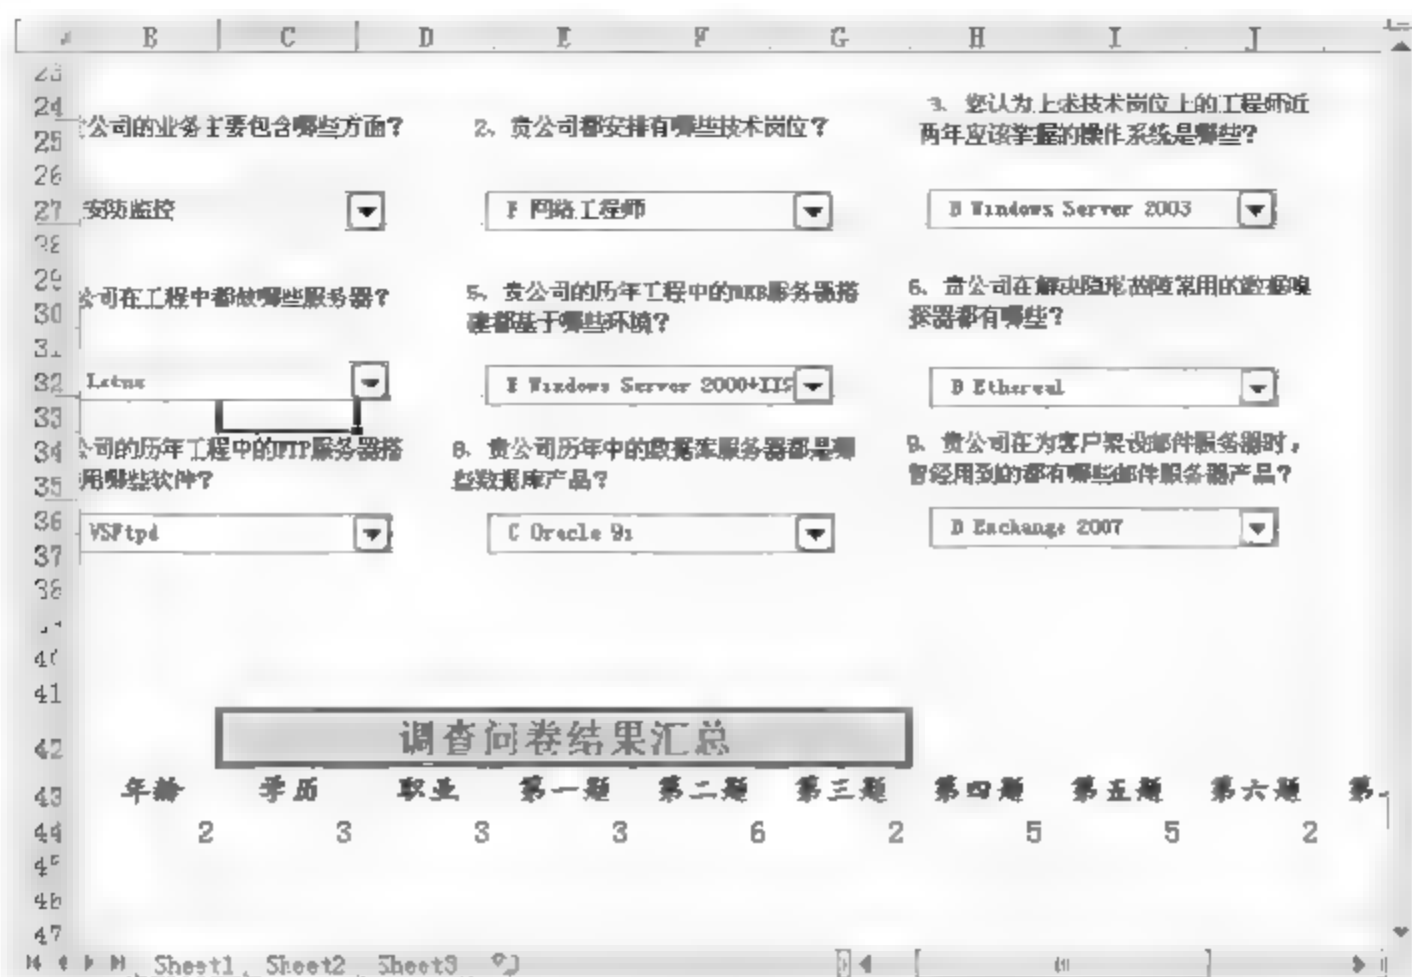 A B C D E F G H I J
23
24
3、您认为上述技术岗位上的工程师近
25
公司的业务主要包含哪些方面?
2、贵公司都安排有哪些技术岗位?
两年应该掌握的操作系统是哪些?
26
27
安防监控
F 网络工程师
B Windows Server 2003
28
29
公司在工程中都做哪些服务器?
5、贵公司的历年工程中的WEB服务器搭
6、贵公司在解决隐形故障常用的数据嗅
30
建都基于哪些环境?
探器都有哪些?
31
32
Lotus
E Windows Server 2000+IIS
B Ethereal
33
34
公司的历年工程中的FTP服务器搭
8、贵公司历年中的数据库服务器都是哪
9、贵公司在为客户架设邮件服务器时,
35
用哪些软件?
些数据库产品?
曾经用到的都有哪些邮件服务器产品?
36
VSFtpd
C Oracle 9i
D Exchange 2007
37
38
40
41
42
调查问卷结果汇总
43
年龄 学历 职业 第一题 第二题 第三题 第四题 第五题 第六题 第
44
2 3 3 3 6 2 5 5 2
45
46
47
Sheet1 Sheet2 Sheet3